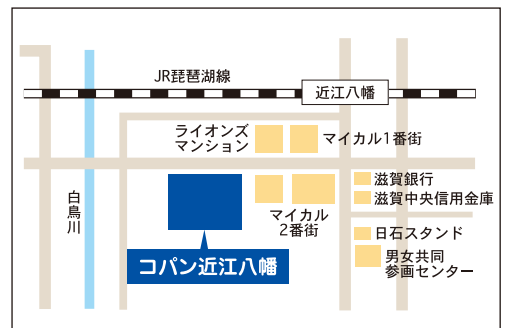 JR琵琶湖線
近江八幡
ライオンズ
マンション
マイカル1番街
滋賀銀行
滋賀中央信用金庫
白鳥川
マイカル
2番街
日石スタンド
コパン近江八幡
男女共同
参画センター